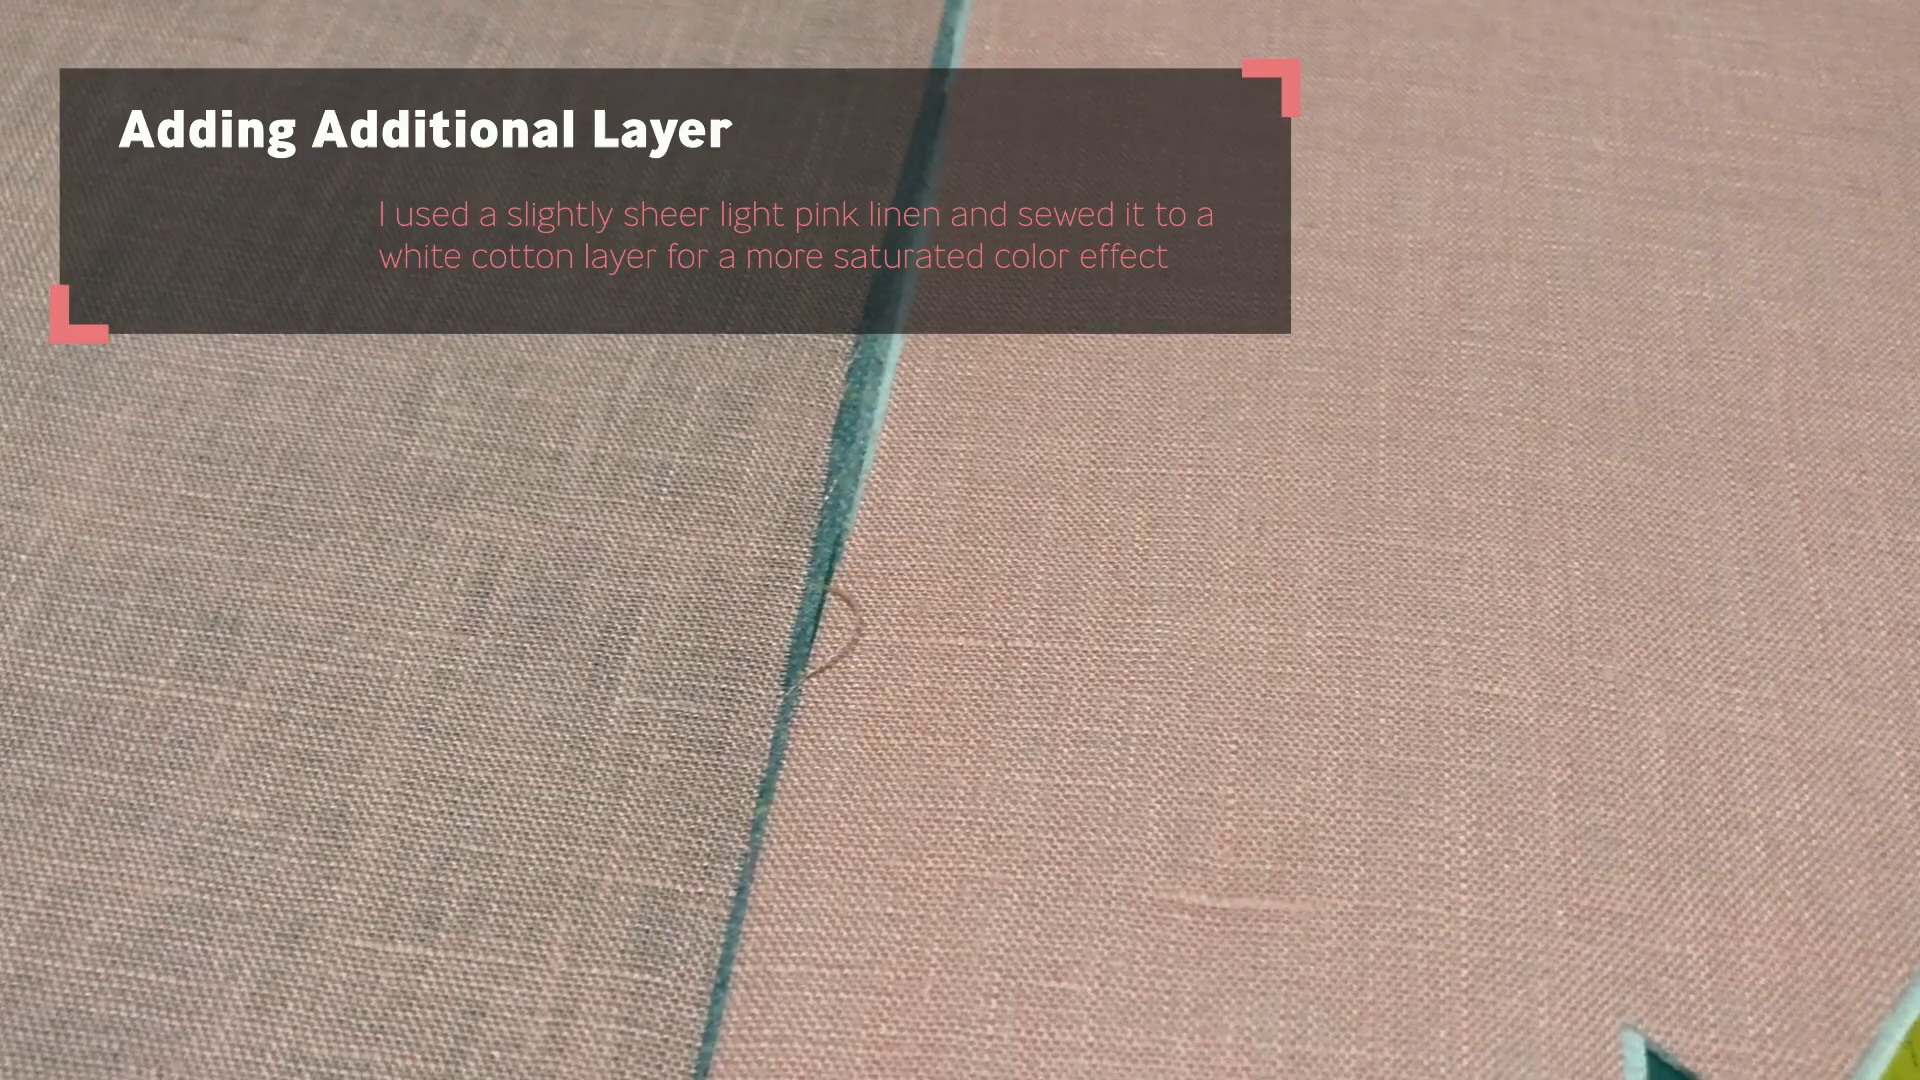 Adding Additional Layer
I used a slightly sheer light pink linen and sewed it to a
white cotton layer for a more saturated color effect